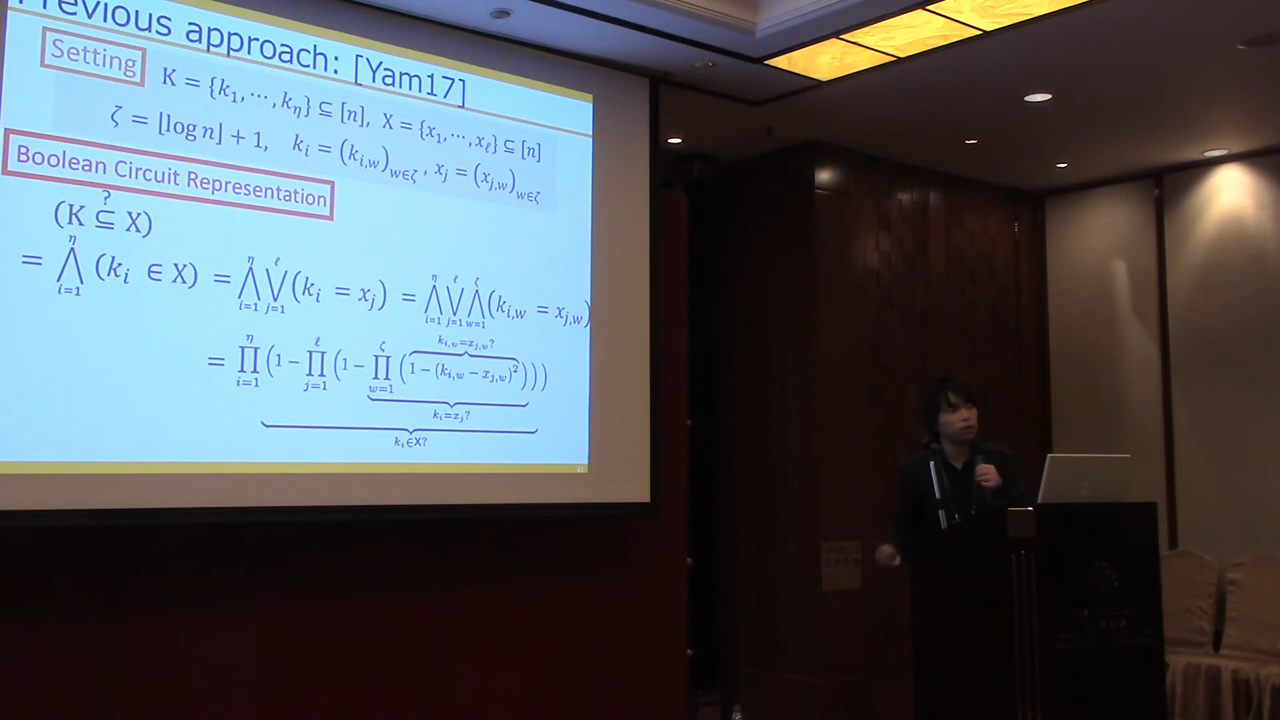 Previous approach: [Yam17]
Setting
K = {k_1, ⋯, k_η} ⊆ [n], X = {x_1, ⋯, x_ℓ} ⊆ [n]
ζ = ⌊log n⌋ + 1, k_i = (k_{i,w})_{w∈ζ}, x_j = (x_{j,w})_{w∈ζ}
Boolean Circuit Representation
(K ⊆^? X)
= ⋀_{i=1}^{η} (k_i ∈ X) = ⋀_{i=1}^{η} ⋁_{j=1}^{ℓ} (k_i = x_j) = ⋀_{i=1}^{η} ⋁_{j=1}^{ℓ} ⋀_{w=1}^{ζ} (k_{i,w} = x_{j,w})
k_{i,w}=x_{j,w}?
= ∏_{i=1}^{η} (1 − ∏_{j=1}^{ℓ} (1 − ∏_{w=1}^{ζ} (1 − (k_{i,w} − x_{j,w})^2)))
k_i=x_j?
k_i∈X?